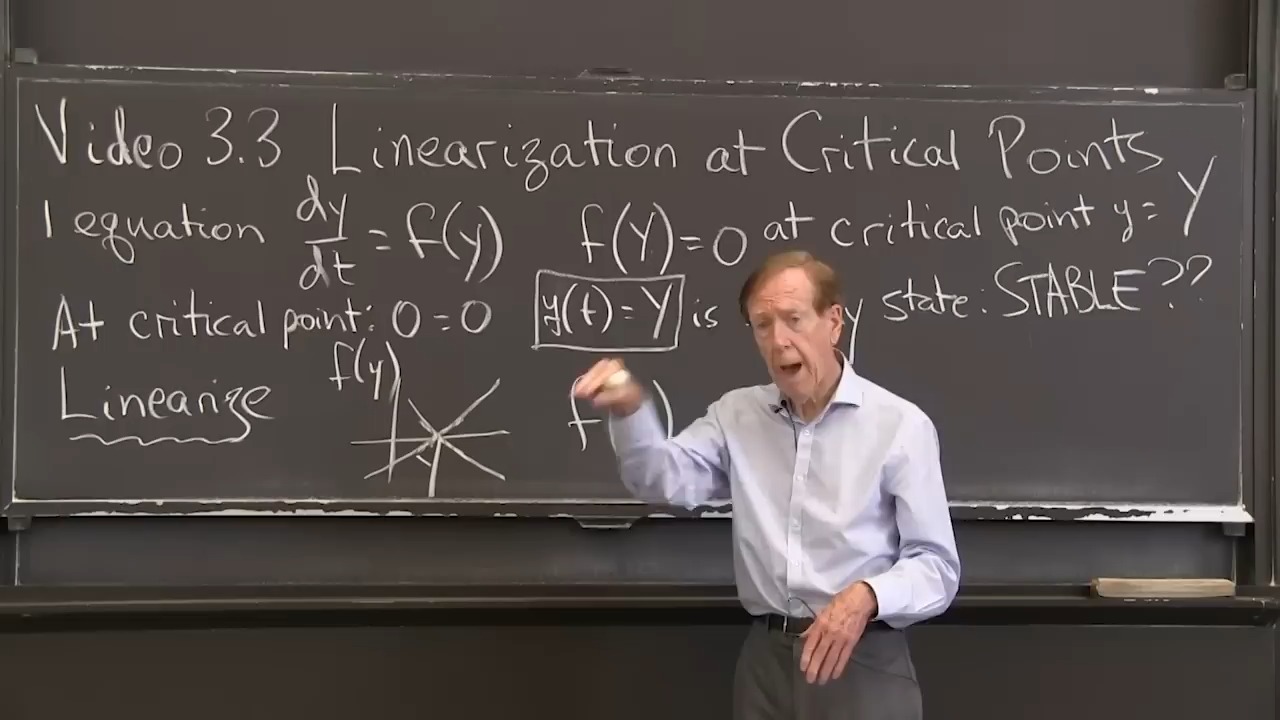 Video 3.3 Linearization at Critical Points
1 equation dy/dt = f(y) f(Y) = 0 at critical point y = Y
At critical point: 0 = 0 y(t) = Y is y state: STABLE??
Linearize f(y) f )